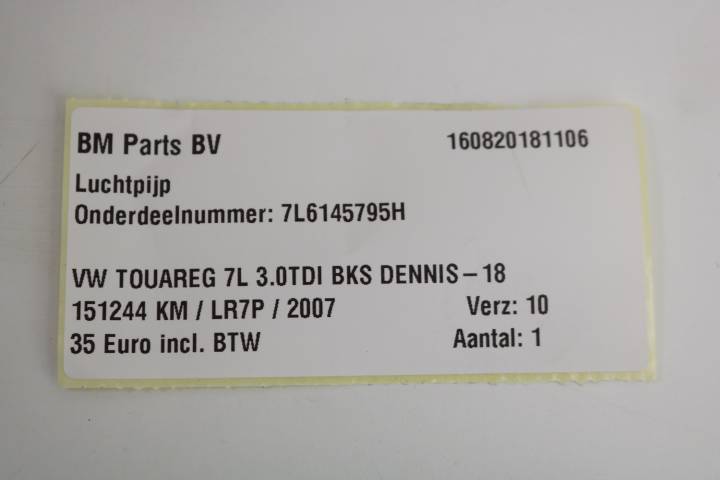 BM Parts BV 160820181106
Luchtpijp
Onderdeelnummer: 7L6145795H
VW TOUAREG 7L 3.0TDI BKS DENNIS-18
151244 KM / LR7P / 2007 Verz: 10
35 Euro incl. BTW Aantal: 1